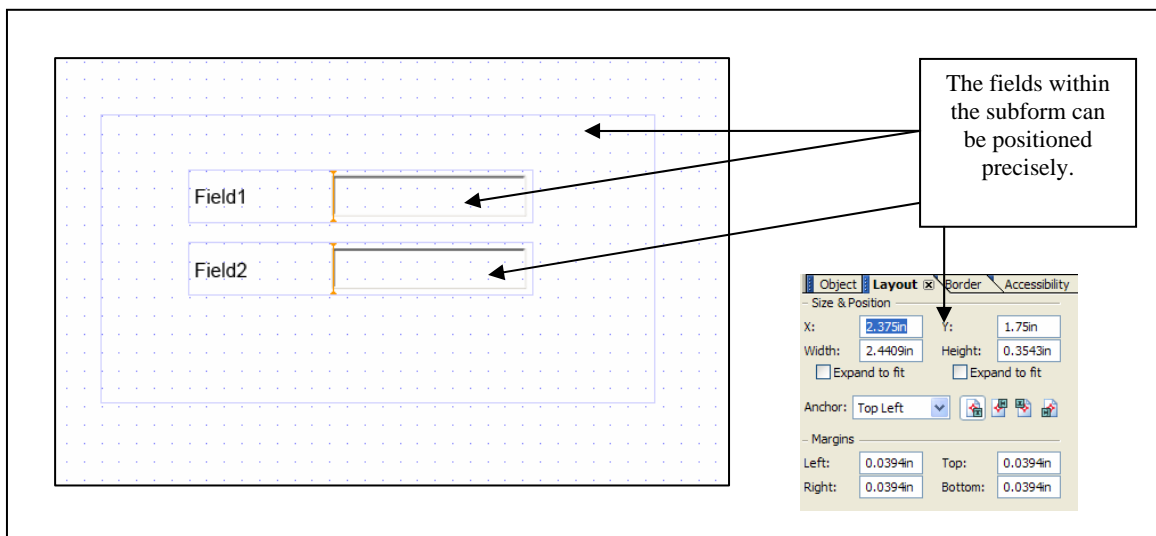 The fields within
the subform can
be positioned
precisely.
Field1
Field2
Object Layout Border Accessibility
Size & Position
X: 2.375in Y: 1.75in
Width: 2.4409in Height: 0.3543in
Expand to fit Expand to fit
Anchor: Top Left
Margins
Left: 0.0394in Top: 0.0394in
Right: 0.0394in Bottom: 0.0394in